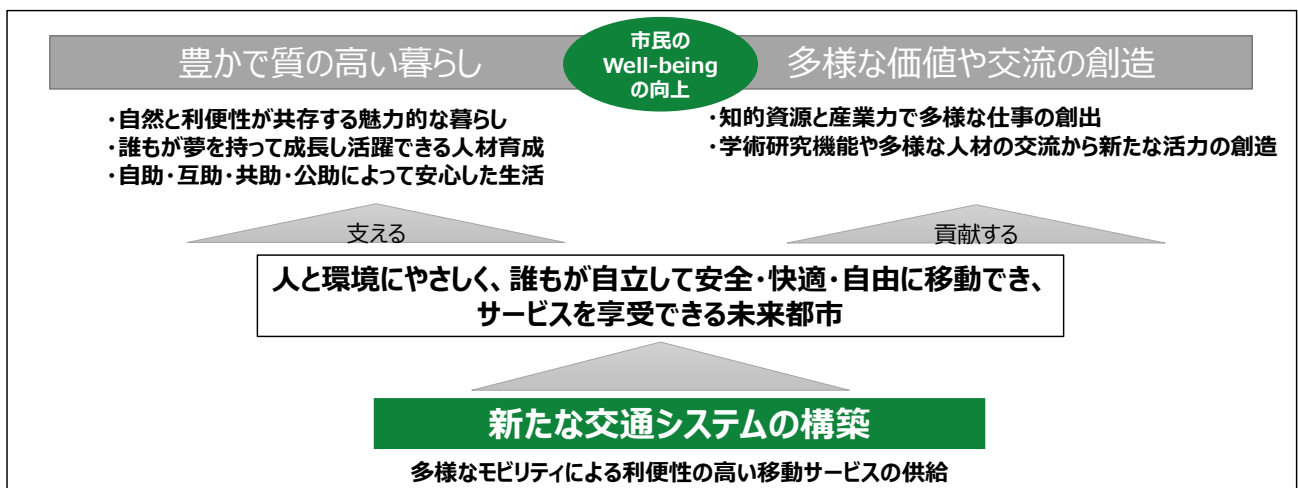 豊かで質の高い暮らし
市民の
Well-being
の向上
多様な価値や交流の創造
・自然と利便性が共存する魅力的な暮らし
・誰もが夢を持って成長し活躍できる人材育成
・自助・互助・共助・公助によって安心した生活
・知的資源と産業力で多様な仕事の創出
・学術研究機能や多様な人材の交流から新たな活力の創造
支える
貢献する
人と環境にやさしく、誰もが自立して安全・快適・自由に移動でき、
サービスを享受できる未来都市
新たな交通システムの構築
多様なモビリティによる利便性の高い移動サービスの供給